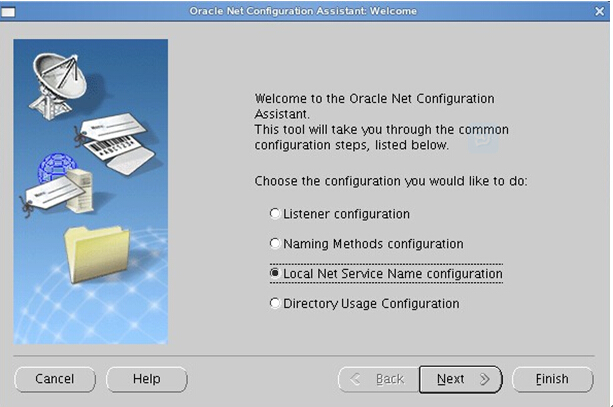 Oracle Net Configuration Assistant: Welcome
Welcome to the Oracle Net Configuration
Assistant.
This tool will take you through the common
configuration steps, listed below.
Choose the configuration you would like to do:
Listener configuration
Naming Methods configuration
Local Net Service Name configuration
Directory Usage Configuration
Cancel
Help
Back
Next
Finish